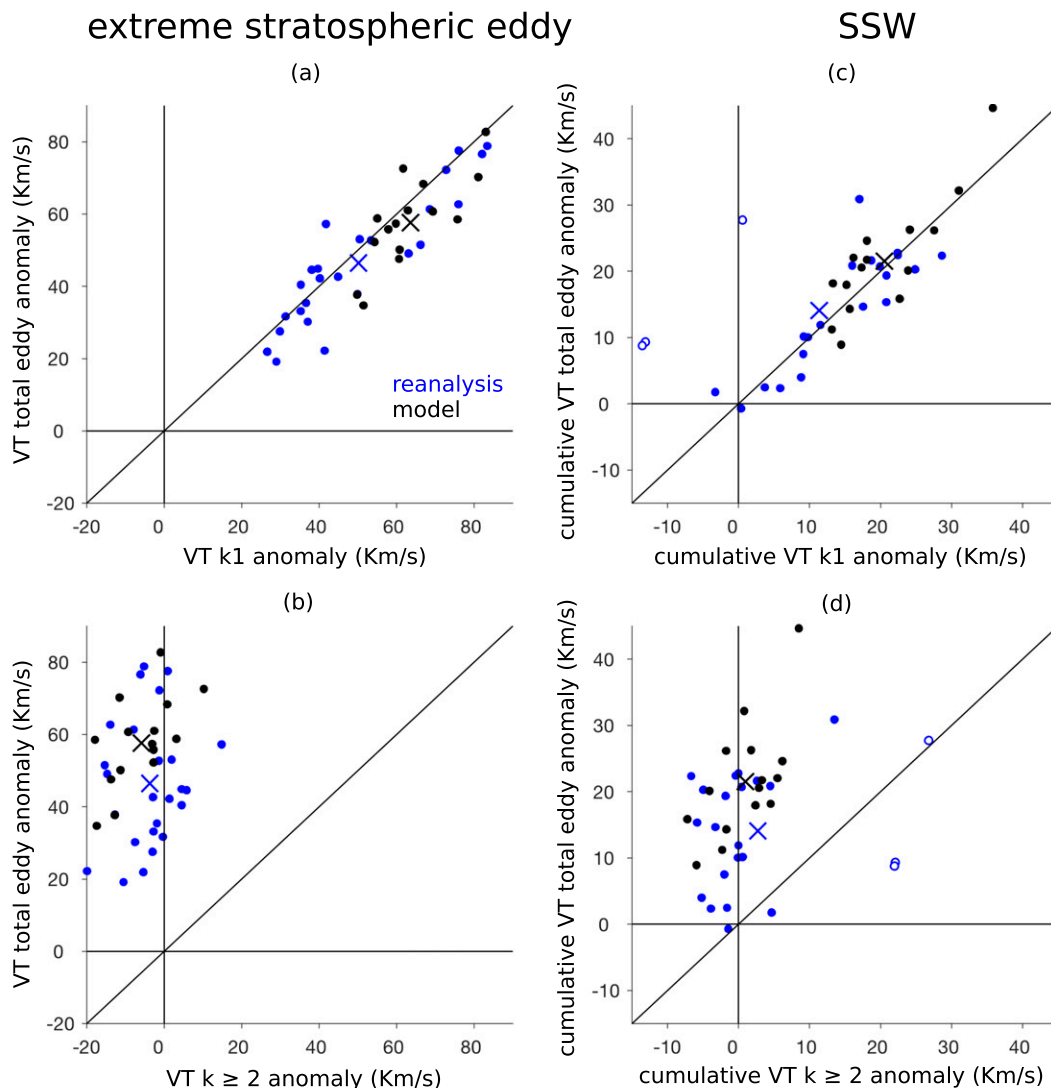 extreme stratospheric eddy
SSW
(a)
VT total eddy anomaly (Km/s)
80
60
40
20
0
-20
-20 0 20 40 60 80
VT k1 anomaly (Km/s)
reanalysis
model
(c)
cumulative VT total eddy anomaly (Km/s)
40
30
20
10
0
-10
-10 0 10 20 30 40
cumulative VT k1 anomaly (Km/s)
(b)
VT total eddy anomaly (Km/s)
80
60
40
20
0
-20
-20 0 20 40 60 80
VT k ≥ 2 anomaly (Km/s)
(d)
cumulative VT total eddy anomaly (Km/s)
40
30
20
10
0
-10
-10 0 10 20 30 40
cumulative VT k ≥ 2 anomaly (Km/s)